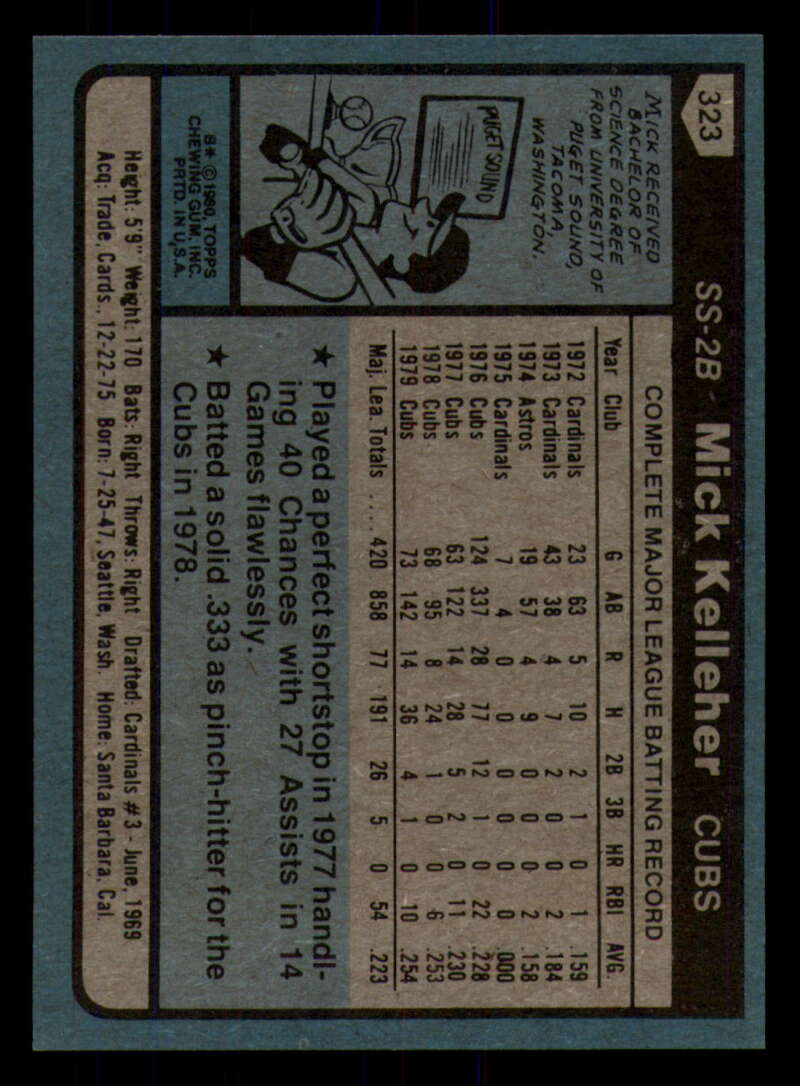 323
SS-2B - Mick Kelleher CUBS
MICK RECEIVED
BACHELOR OF
SCIENCE DEGREE
FROM UNIVERSITY OF
PUGET SOUND,
TACOMA,
WASHINGTON.
PUGET SOUND
B* © 1980, TOPPS
CHEWING GUM, INC.
PRTD. IN U.S.A.
COMPLETE MAJOR LEAGUE BATTING RECORD
Year Club G AB R H 2B 3B HR RBI AVG.
1972 Cardinals 23 63 5 10 2 1 0 1 .159
1973 Cardinals 43 38 4 7 2 0 0 2 .184
1974 Astros 19 57 4 9 0 0 0 2 .158
1975 Cardinals 7 4 0 0 0 0 0 0 .000
1976 Cubs 124 337 28 77 12 1 0 22 .228
1977 Cubs 63 122 14 28 5 2 0 11 .230
1978 Cubs 68 95 8 24 1 0 0 6 .253
1979 Cubs 73 142 14 36 4 1 0 10 .254
Maj. Lea. Totals .... 420 858 77 191 26 5 0 54 .223
★ Played a perfect shortstop in 1977 handl-
ing 40 Chances with 27 Assists in 14
Games flawlessly.
★ Batted a solid .333 as pinch-hitter for the
Cubs in 1978.
Height: 5'9" Weight: 170 Bats: Right Throws: Right Drafted: Cardinals #3 - June, 1969
Acq: Trade, Cards., 12-22-75 Born: 7-25-47, Seattle, Wash. Home: Santa Barbara, Cal.